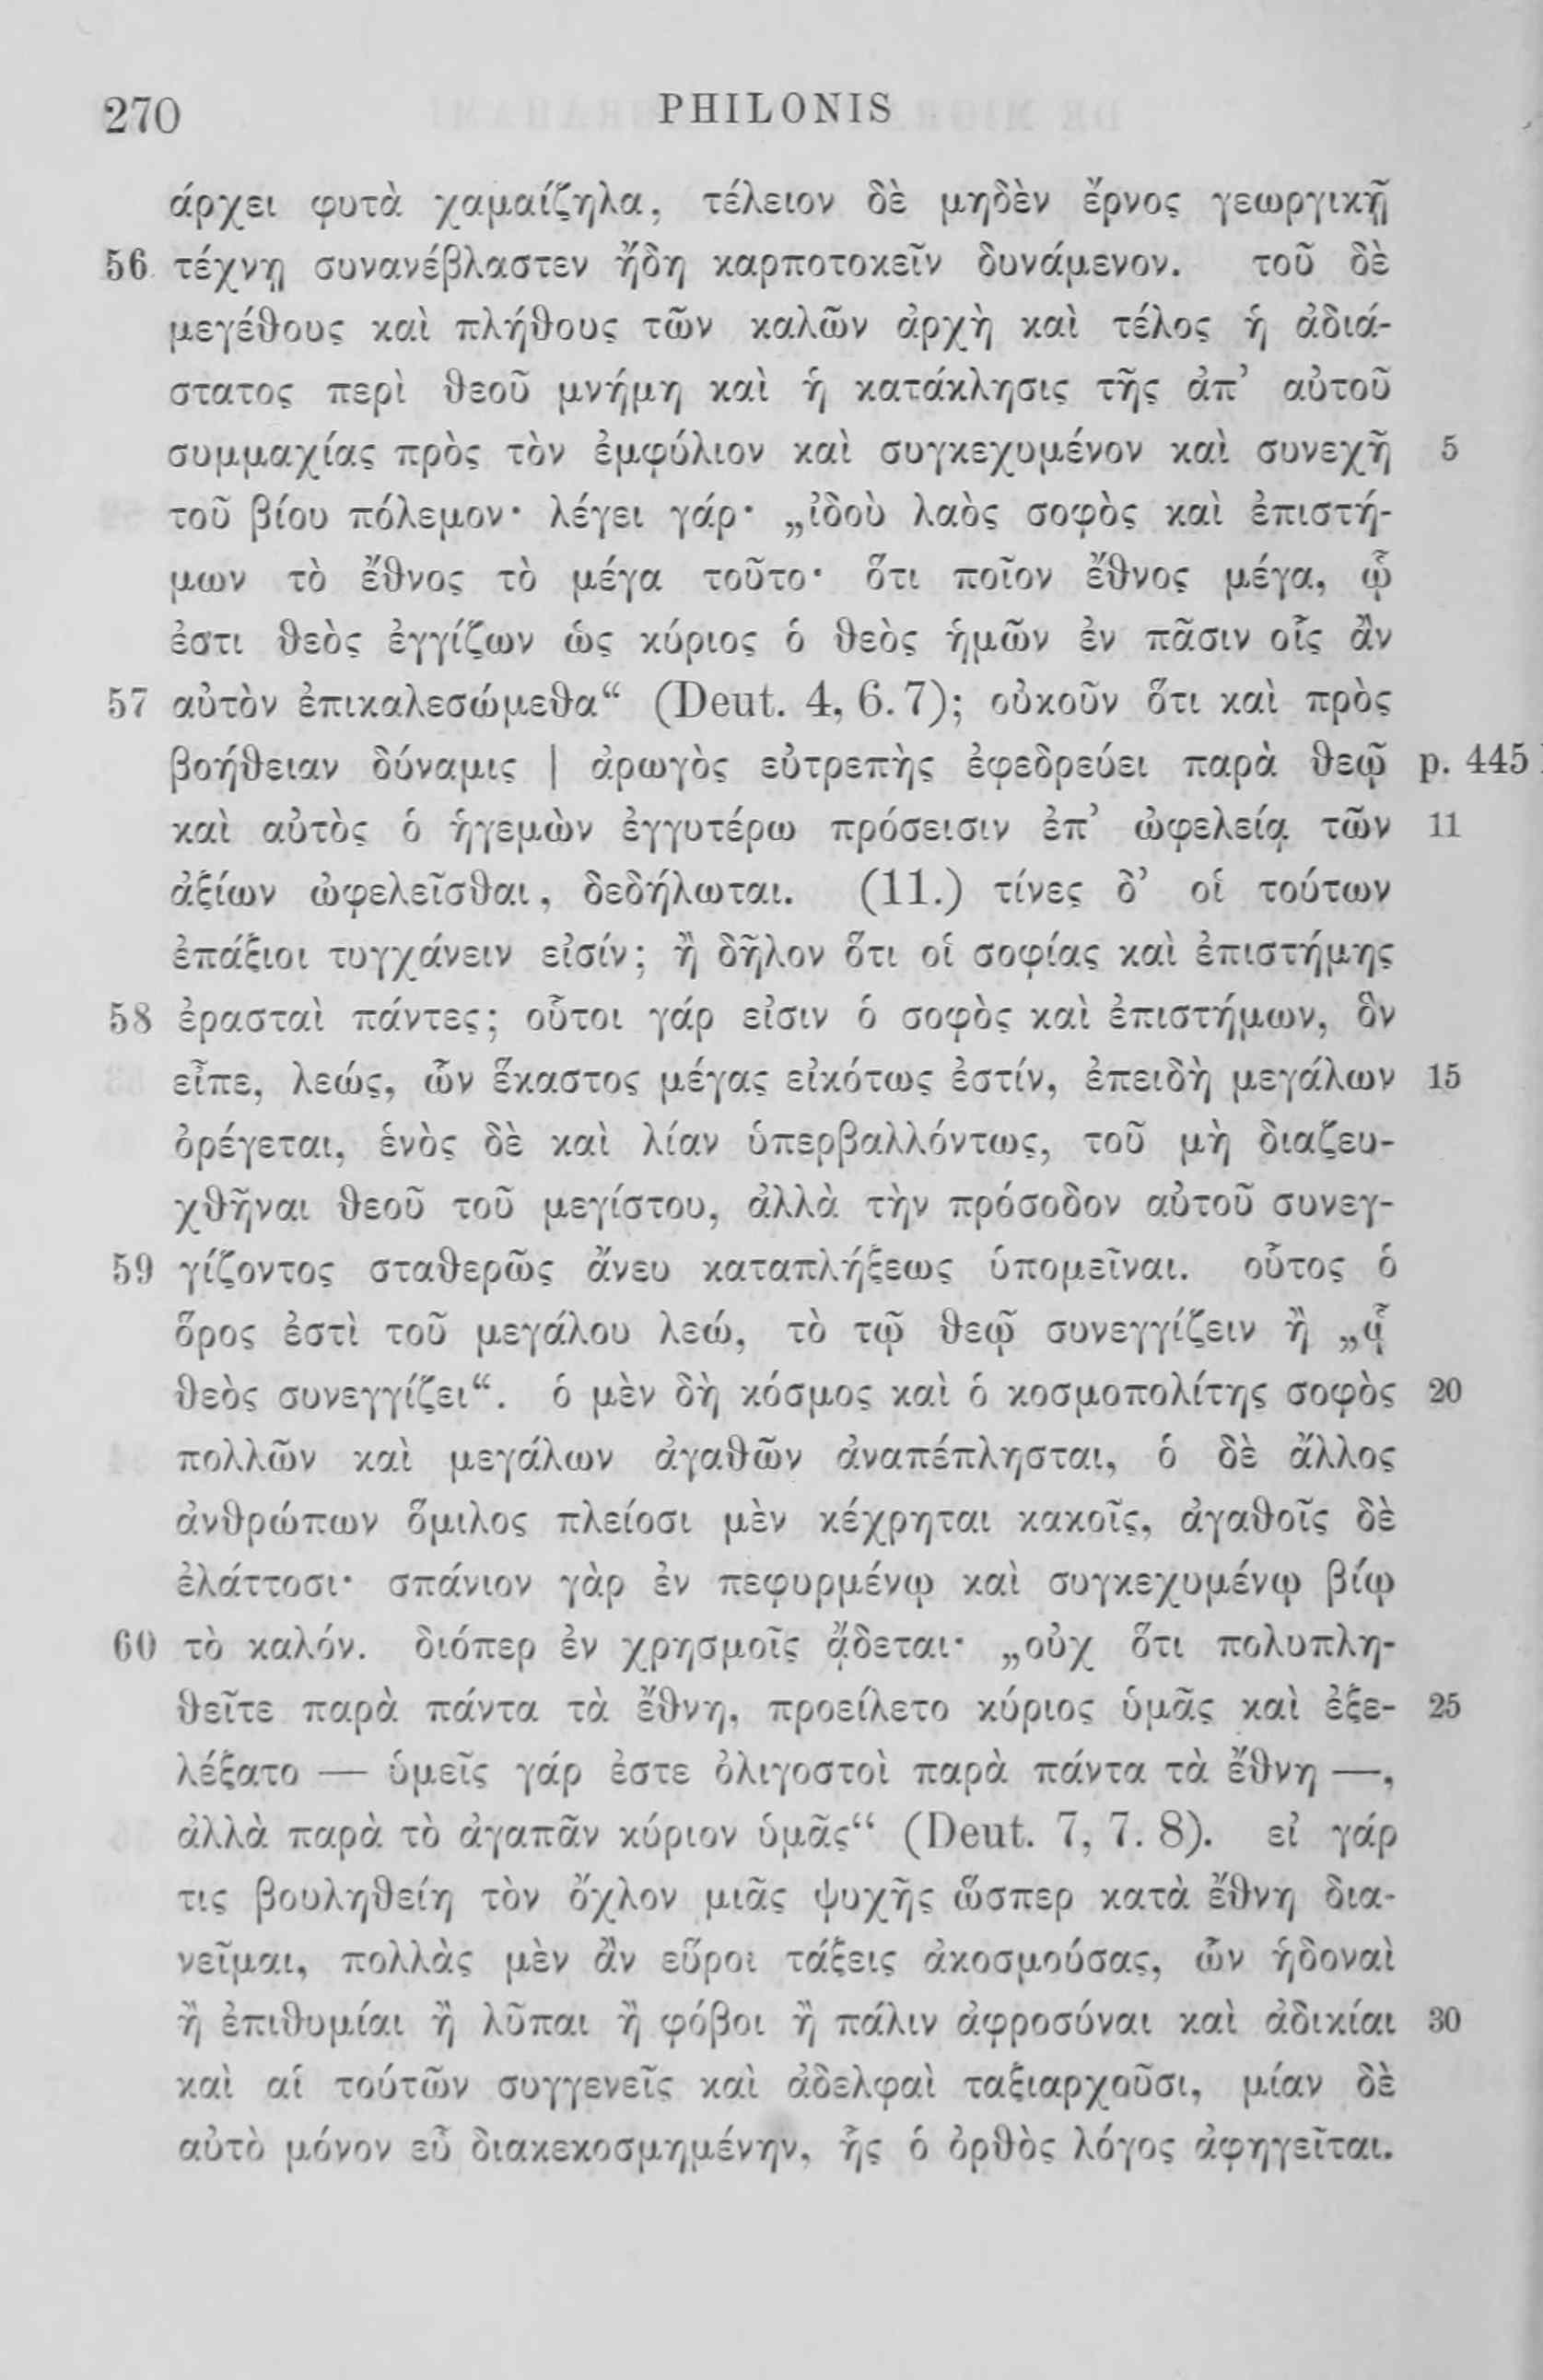 270 PHILONIS
άρχει φυτὰ χαμαίζηλα, τέλειον δὲ μηδὲν ἔρνος γεωργικῇ
56 τέχνῃ συνανέβλαστεν ἤδη καρποτοκεῖν δυνάμενον. τοῦ δὲ
μεγέθους καὶ πλήθους τῶν καλῶν ἀρχὴ καὶ τέλος ἡ ἀδιά-
στατος περὶ θεοῦ μνήμη καὶ ἡ κατάκλησις τῆς ἀπ’ αὐτοῦ
συμμαχίας πρὸς τὸν ἐμφύλιον καὶ συγκεχυμένον καὶ συνεχῆ 5
τοῦ βίου πόλεμον· λέγει γάρ· „ἰδοὺ λαὸς σοφὸς καὶ ἐπιστή-
μων τὸ ἔθνος τὸ μέγα τοῦτο· ὅτι ποῖον ἔθνος μέγα, ᾧ
ἐστι θεὸς ἐγγίζων ὡς κύριος ὁ θεὸς ἡμῶν ἐν πᾶσιν οἷς ἂν
57 αὐτὸν ἐπικαλεσώμεθα“ (Deut. 4, 6. 7); οὐκοῦν ὅτι καὶ πρὸς
βοήθειαν δύναμις | ἀρωγὸς εὐτρεπὴς ἐφεδρεύει παρὰ θεῷ p. 445
καὶ αὐτὸς ὁ ἡγεμὼν ἐγγυτέρω πρόσεισιν ἐπ’ ὠφελείᾳ τῶν 11
ἀξίων ὠφελεῖσθαι, δεδήλωται. (11.) τίνες δ’ οἱ τούτων
ἐπάξιοι τυγχάνειν εἰσίν; ἢ δῆλον ὅτι οἱ σοφίας καὶ ἐπιστήμης
58 ἐρασταὶ πάντες; οὗτοι γάρ εἰσιν ὁ σοφὸς καὶ ἐπιστήμων, ὃν
εἶπε, λεώς, ὧν ἕκαστος μέγας εἰκότως ἐστίν, ἐπειδὴ μεγάλων 15
ὀρέγεται, ἑνὸς δὲ καὶ λίαν ὑπερβαλλόντως, τοῦ μὴ διαζευ-
χθῆναι θεοῦ τοῦ μεγίστου, ἀλλὰ τὴν πρόσοδον αὐτοῦ συνεγ-
59 γίζοντος σταθερῶς ἄνευ καταπλήξεως ὑπομεῖναι. οὗτος ὁ
ὅρος ἐστὶ τοῦ μεγάλου λεώ, τὸ τῷ θεῷ συνεγγίζειν ἢ „ᾧ
θεὸς συνεγγίζει“. ὁ μὲν δὴ κόσμος καὶ ὁ κοσμοπολίτης σοφὸς 20
πολλῶν καὶ μεγάλων ἀγαθῶν ἀναπέπλησται, ὁ δὲ ἄλλος
ἀνθρώπων ὅμιλος πλείοσι μὲν κέχρηται κακοῖς, ἀγαθοῖς δὲ
ἐλάττοσι· σπάνιον γὰρ ἐν πεφυρμένῳ καὶ συγκεχυμένῳ βίῳ
60 τὸ καλόν. διόπερ ἐν χρησμοῖς ᾄδεται· „οὐχ ὅτι πολυπλη-
θεῖτε παρὰ πάντα τὰ ἔθνη, προείλετο κύριος ὑμᾶς καὶ ἐξε- 25
λέξατο — ὑμεῖς γάρ ἐστε ὀλιγοστοὶ παρὰ πάντα τὰ ἔθνη —,
ἀλλὰ παρὰ τὸ ἀγαπᾶν κύριον ὑμᾶς“ (Deut. 7, 7. 8). εἰ γάρ
τις βουληθείη τὸν ὄχλον μιᾶς ψυχῆς ὥσπερ κατὰ ἔθνη δια-
νεῖμαι, πολλὰς μὲν ἂν εὕροι τάξεις ἀκοσμούσας, ὧν ἡδοναὶ
ἢ ἐπιθυμίαι ἢ λῦπαι ἢ φόβοι ἢ πάλιν ἀφροσύναι καὶ ἀδικίαι 30
καὶ αἱ τούτῶν συγγενεῖς καὶ ἀδελφαὶ ταξιαρχοῦσι, μίαν δὲ
αὐτὸ μόνον εὖ διακεκοσμημένην, ἧς ὁ ὀρθὸς λόγος ἀφηγεῖται.